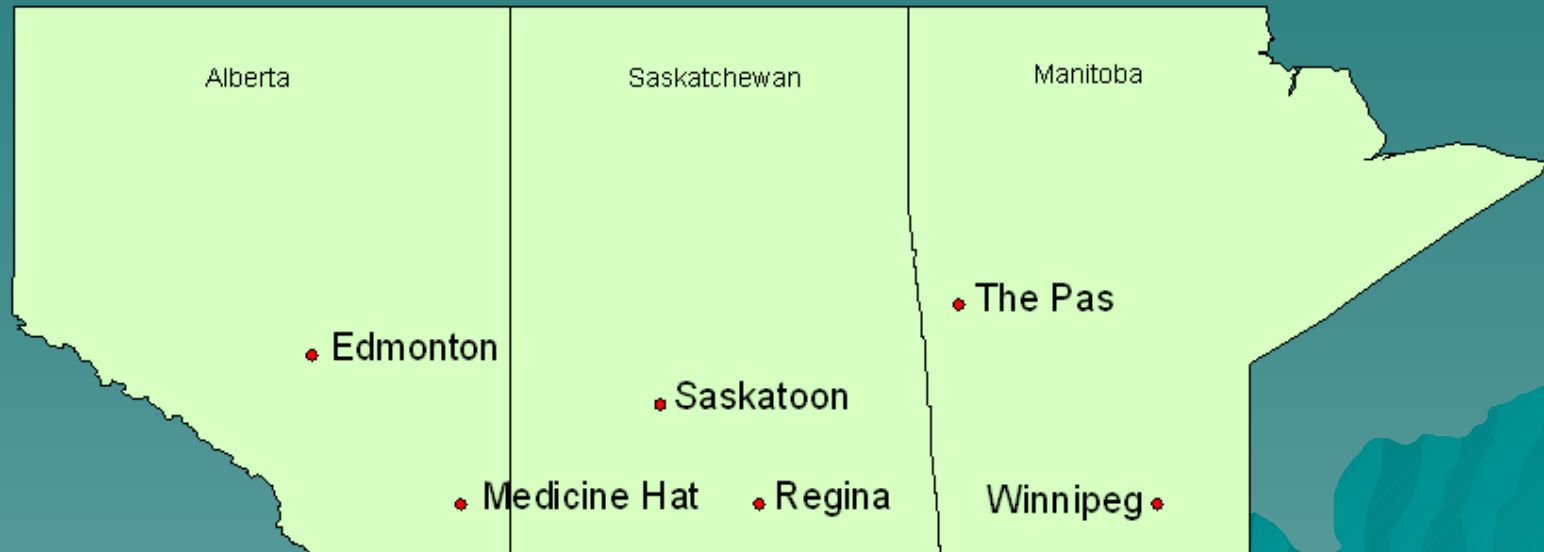 Alberta
Saskatchewan
Manitoba
The Pas
Edmonton
Saskatoon
Medicine Hat
Regina
Winnipeg